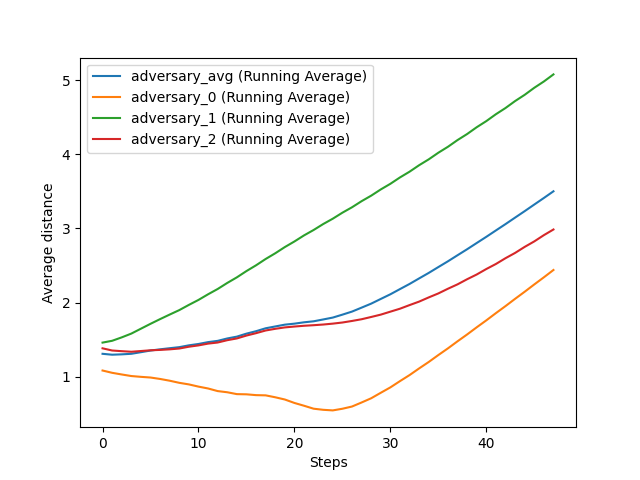 adversary_avg (Running Average)
adversary_0 (Running Average)
adversary_1 (Running Average)
adversary_2 (Running Average)
5
4
3
2
1
Average distance
0 10 20 30 40
Steps